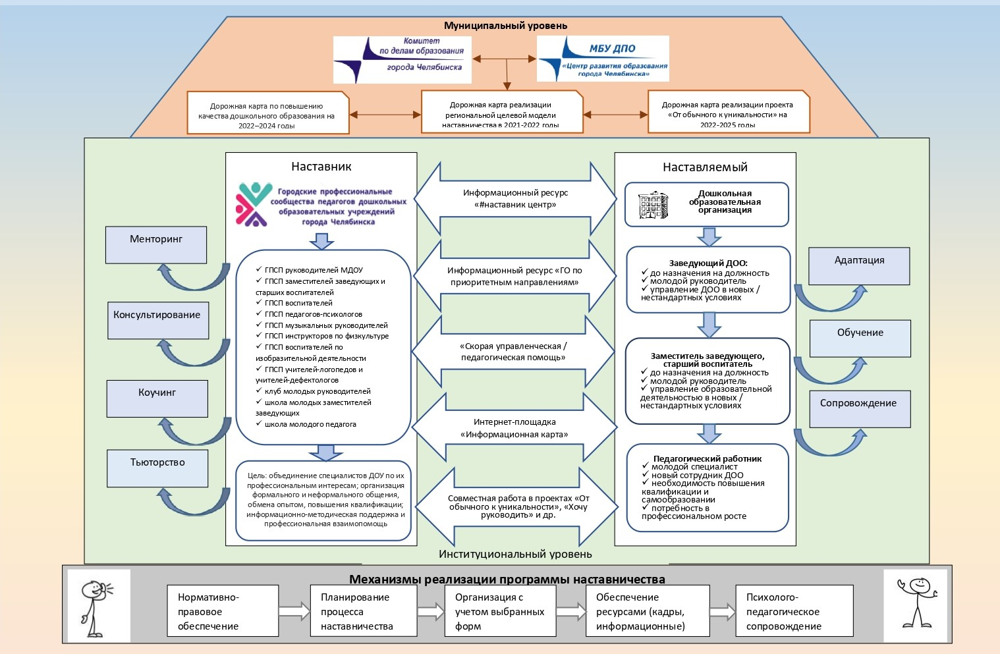 Муниципальный уровень
Комитет
по делам образования
города Челябинска
МБУ ДПО
«Центр развития образования
города Челябинска»
Дорожная карта по повышению
качества дошкольного образования на
2022–2024 годы
Дорожная карта реализации
региональной целевой модели
наставничества в 2021-2022 годы
Дорожная карта реализации проекта
«От обычного к уникальности» на
2022-2025 годы
Наставник
Городские профессиональные
сообщества педагогов дошкольных
образовательных учреждений
города Челябинска
✓ ГПСП руководителей МДОУ
✓ ГПСП заместителей заведующих и
старших воспитателей
✓ ГПСП воспитателей
✓ ГПСП педагогов-психологов
✓ ГПСП музыкальных руководителей
✓ ГПСП инструкторов по физкультуре
✓ ГПСП воспитателей по
изобразительной деятельности
✓ ГПСП учителей-логопедов и
учителей-дефектологов
✓ клуб молодых руководителей
✓ школа молодых заместителей
заведующих
✓ школа молодого педагога
Цель: объединение специалистов ДОУ по их
профессиональным интересам; организация
формального и неформального общения,
обмена опытом, повышения квалификации;
информационно-методическая поддержка и
профессиональная взаимопомощь
Менторинг
Консультирование
Коучинг
Тьюторство
Информационный ресурс
«#наставник центр»
Информационный ресурс «ГО по
приоритетным направлениям»
«Скорая управленческая /
педагогическая помощь»
Интернет-площадка
«Информационная карта»
Совместная работа в проектах «От
обычного к уникальности», «Хочу
руководить» и др.
Наставляемый
Дошкольная
образовательная
организация
Заведующий ДОО:
✓ до назначения на должность
✓ молодой руководитель
✓ управление ДОО в новых /
нестандартных условиях
Заместитель заведующего,
старший воспитатель
✓ до назначения на должность
✓ молодой руководитель
✓ управление образовательной
деятельностью в новых /
нестандартных условиях
Педагогический работник
✓ молодой специалист
✓ новый сотрудник ДОО
✓ необходимость повышения
квалификации и
самообразовании
✓ потребность в
профессиональном росте
Адаптация
Обучение
Сопровождение
Институциональный уровень
Механизмы реализации программы наставничества
Нормативно-
правовое
обеспечение
Планирование
процесса
наставничества
Организация с
учетом выбранных
форм
Обеспечение
ресурсами (кадры,
информационные)
Психолого-
педагогическое
сопровождение